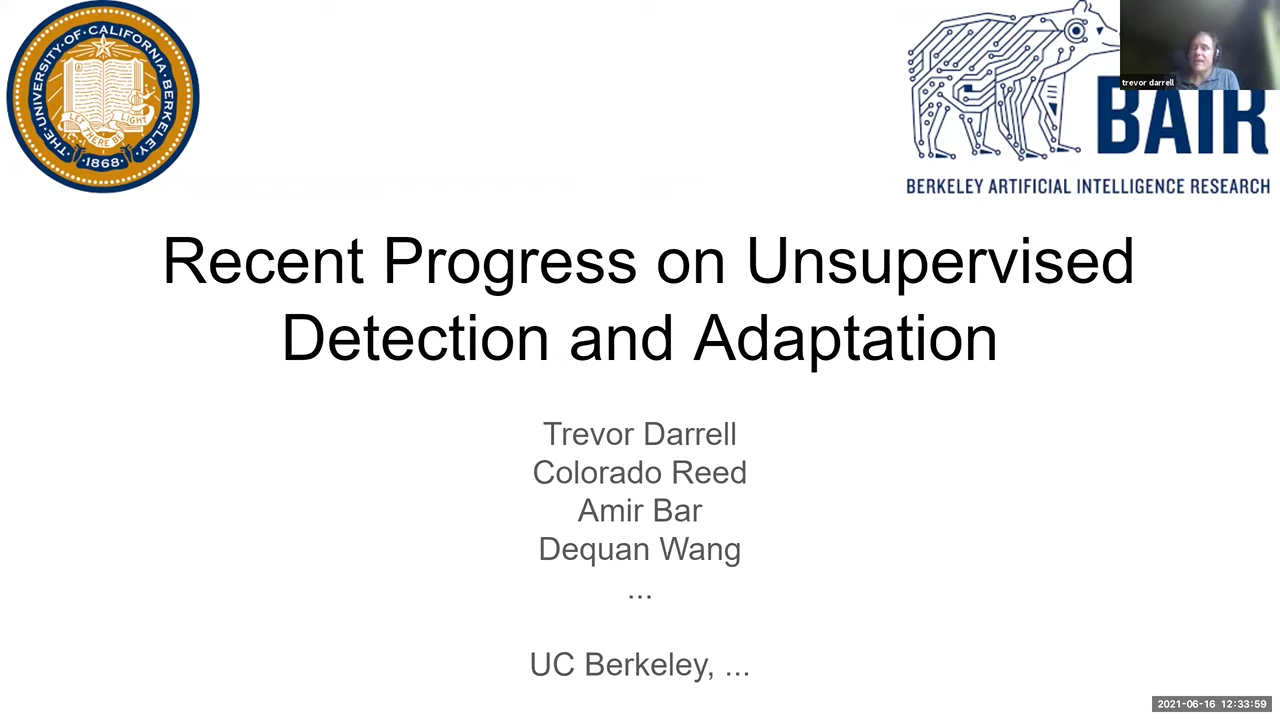 THE·UNIVERSITY·OF·CALIFORNIA·BERKELEY·
LET THERE BE LIGHT
·1868·
trevor darrell
BAIR
BERKELEY ARTIFICIAL INTELLIGENCE RESEARCH
Recent Progress on Unsupervised
Detection and Adaptation
Trevor Darrell
Colorado Reed
Amir Bar
Dequan Wang
...
UC Berkeley, ...
2021-06-16 12:33:59